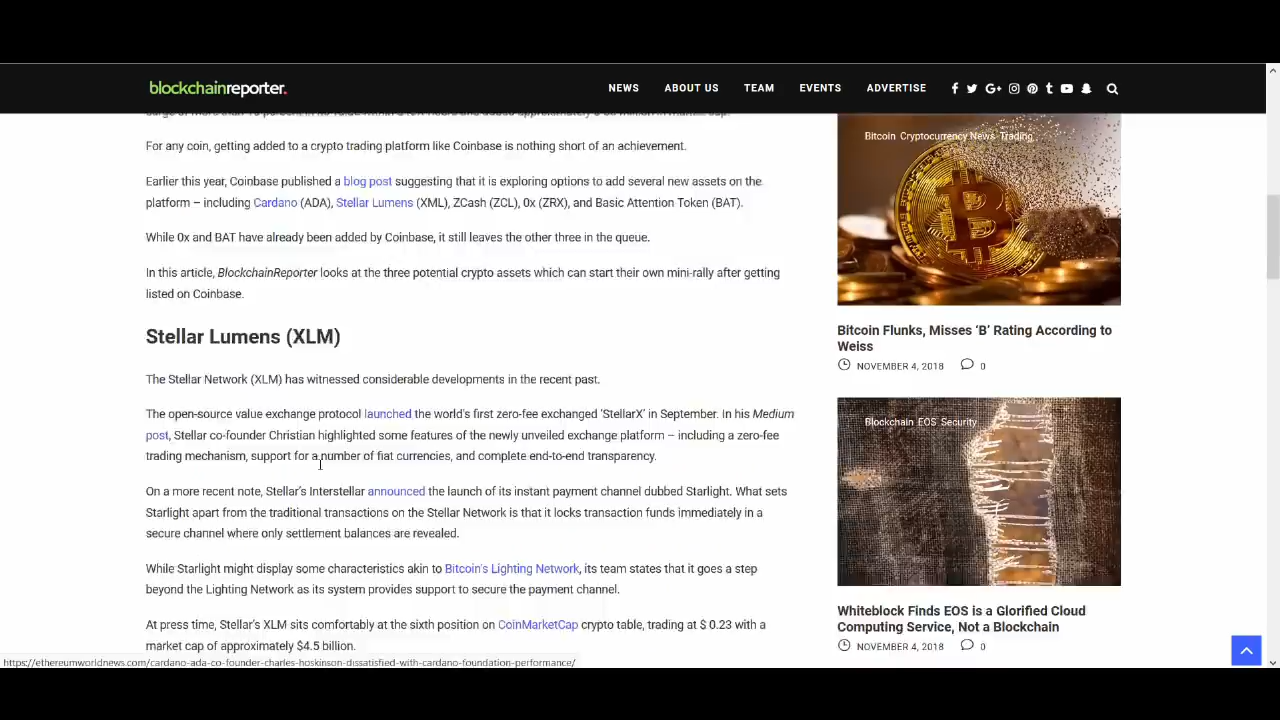 blockchainreporter.
NEWS ABOUT US TEAM EVENTS ADVERTISE
For any coin, getting added to a crypto trading platform like Coinbase is nothing short of an achievement.
Earlier this year, Coinbase published a blog post suggesting that it is exploring options to add several new assets on the
platform – including Cardano (ADA), Stellar Lumens (XML), ZCash (ZCL), 0x (ZRX), and Basic Attention Token (BAT).
While 0x and BAT have already been added by Coinbase, it still leaves the other three in the queue.
In this article, BlockchainReporter looks at the three potential crypto assets which can start their own mini-rally after getting
listed on Coinbase.
Stellar Lumens (XLM)
The Stellar Network (XLM) has witnessed considerable developments in the recent past.
The open-source value exchange protocol launched the world's first zero-fee exchanged ‘StellarX’ in September. In his Medium
post, Stellar co-founder Christian highlighted some features of the newly unveiled exchange platform – including a zero-fee
trading mechanism, support for a number of fiat currencies, and complete end-to-end transparency.
On a more recent note, Stellar’s Interstellar announced the launch of its instant payment channel dubbed Starlight. What sets
Starlight apart from the traditional transactions on the Stellar Network is that it locks transaction funds immediately in a
secure channel where only settlement balances are revealed.
While Starlight might display some characteristics akin to Bitcoin’s Lighting Network, its team states that it goes a step
beyond the Lighting Network as its system provides support to secure the payment channel.
At press time, Stellar’s XLM sits comfortably at the sixth position on CoinMarketCap crypto table, trading at $ 0.23 with a
market cap of approximately $4.5 billion.
Bitcoin Cryptocurrency News Trading
Bitcoin Flunks, Misses ‘B’ Rating According to
Weiss
NOVEMBER 4, 2018 0
Blockchain EOS Security
Whiteblock Finds EOS is a Glorified Cloud
Computing Service, Not a Blockchain
NOVEMBER 4, 2018 0
https://ethereumworldnews.com/cardano-ada-co-founder-charles-hoskinson-dissatisfied-with-cardano-foundation-performance/